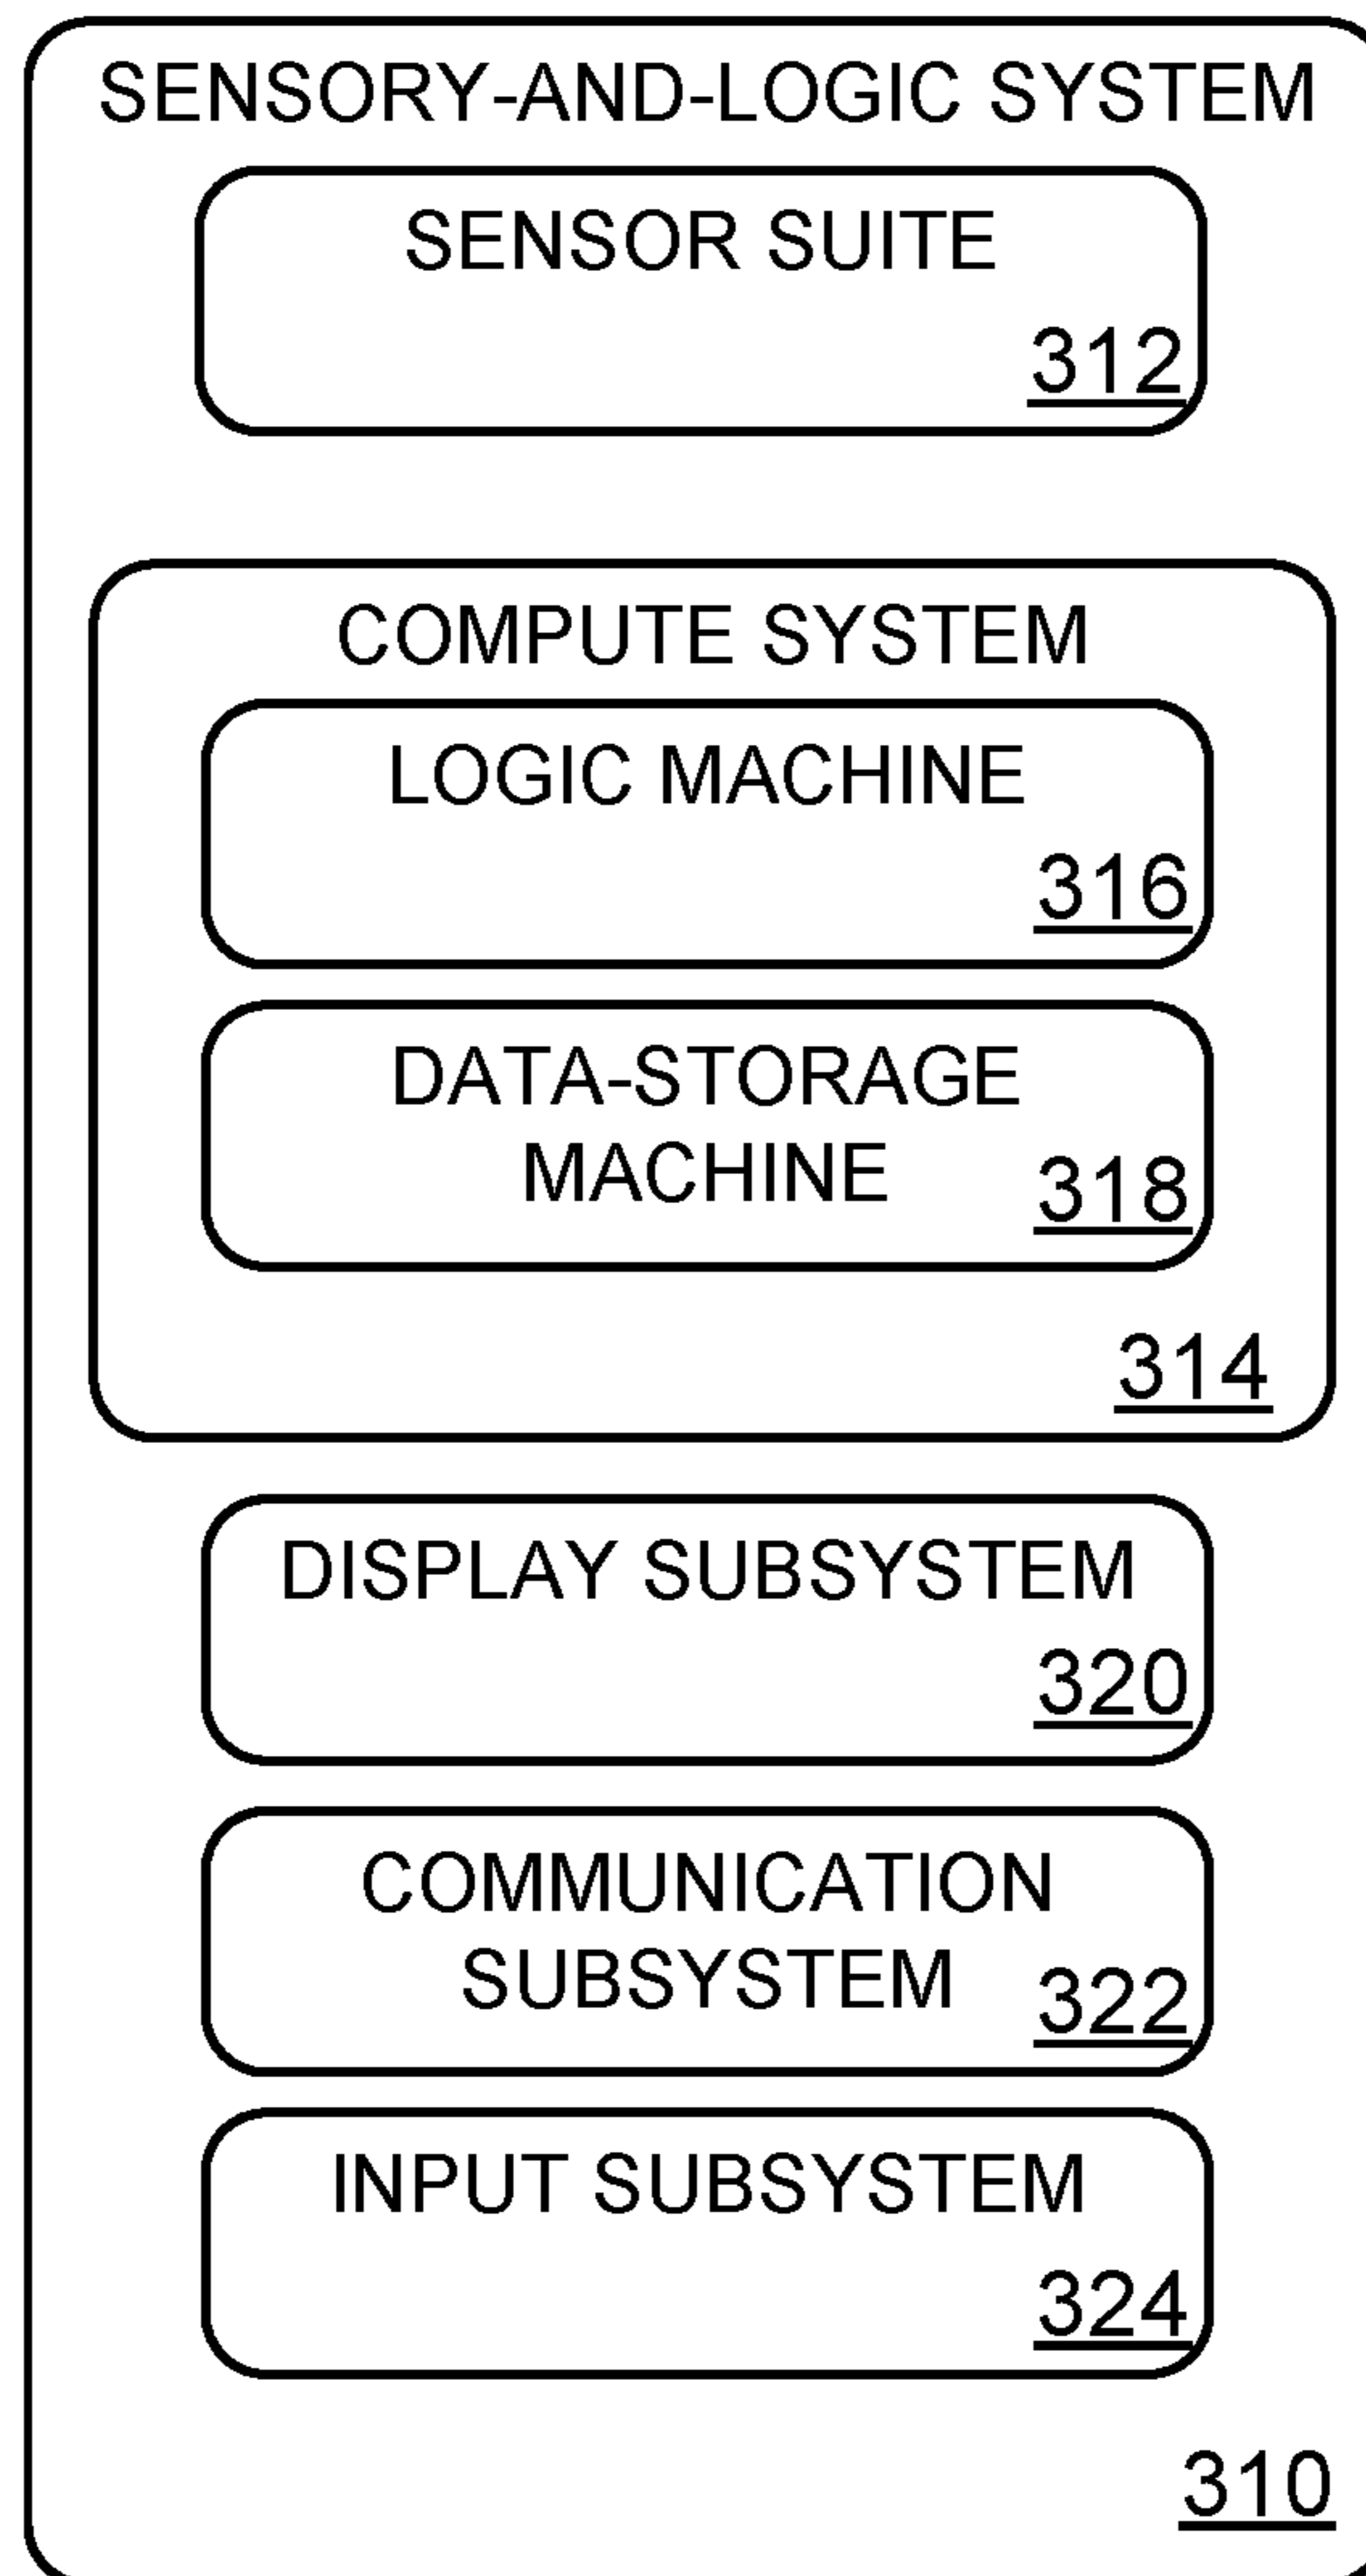 SENSORY-AND-LOGIC SYSTEM
SENSOR SUITE
312
COMPUTE SYSTEM
LOGIC MACHINE
316
DATA-STORAGE
MACHINE
318
314
DISPLAY SUBSYSTEM
320
COMMUNICATION
SUBSYSTEM
322
INPUT SUBSYSTEM
324
310